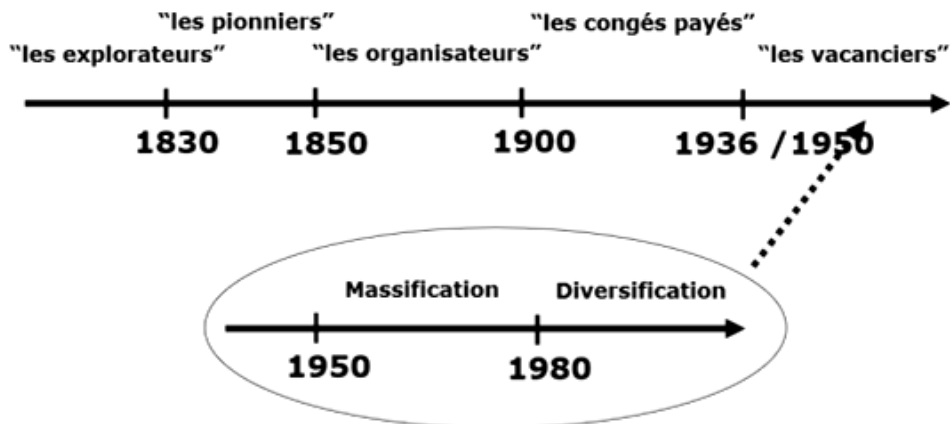 “les pionniers” “les congés payés”
“les explorateurs” “les organisateurs” “les vacanciers”
1830 1850 1900 1936 / 1950
Massification Diversification
1950 1980